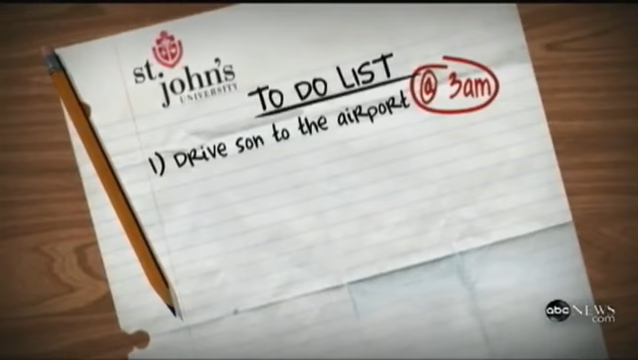 St. John's
UNIVERSITY
TO DO LIST
1) DRive son to the aiRpoRt @ 3am
abc NEWS
.com